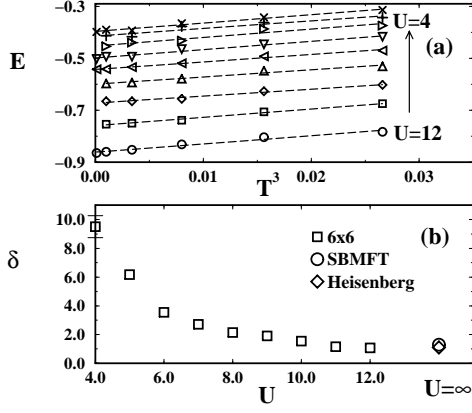 −0.3
U=4
(a)
E
−0.5
−0.7
U=12
−0.9
0.00
0.01
0.02
0.03
T^3
10.0
(b)
6x6
8.0
SBMFT
δ
6.0
Heisenberg
4.0
2.0
0.0
4.0
6.0
8.0
10.0
12.0
U
U=∞